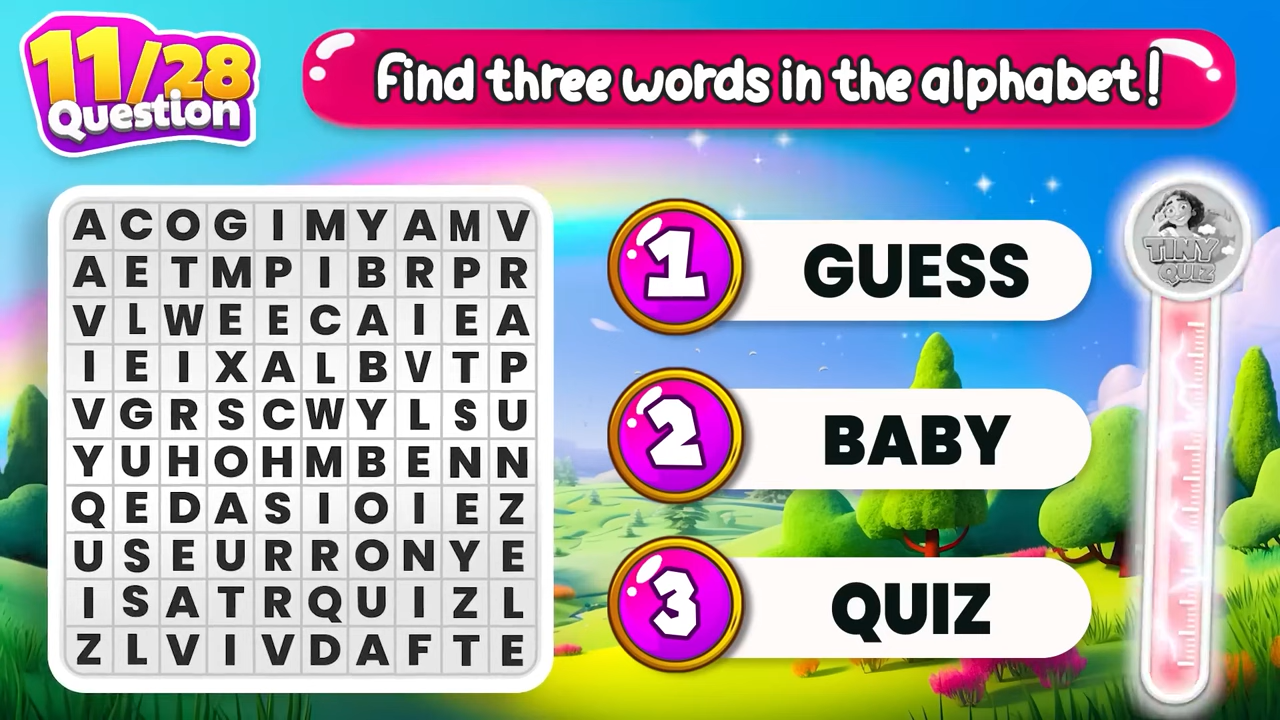 11/28
Question
Find three words in the alphabet!
A C O G I M Y A M V
A E T M P I B R P R
V L W E E C A I E A
I E I X A L B V T P
V G R S C W Y L S U
Y U H O H M B E N N
Q E D A S I O I E Z
U S E U R R O N Y E
I S A T R Q U I Z L
Z L V I V D A F T E
1 GUESS
2 BABY
3 QUIZ
TINY
QUIZ